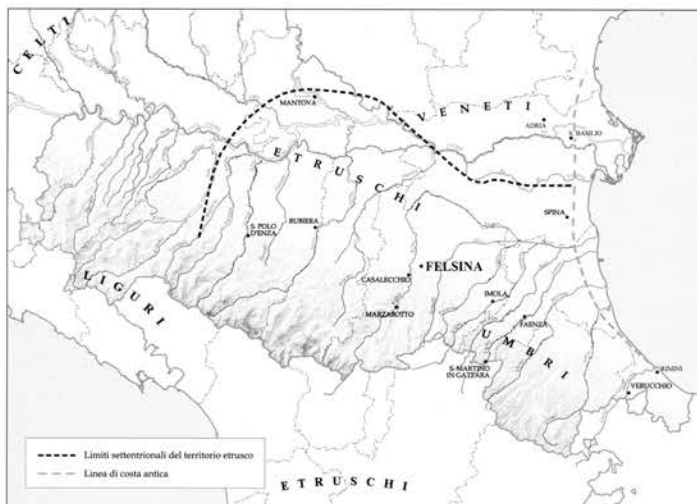 CELTI
MANTOVA
VENETI
ADRIA
S. BASILIO
ETRUSCHI
SPINA
S. POLO
D'ENZA
RUBIERA
FELSINA
CASALECCHIO
LIGURI
MARZABOTTO
IMOLA
FAENZA
UMBRI
S. MARTINO
IN GATTARA
RIMINI
VERUCCHIO
Limiti settentrionali del territorio etrusco
Linea di costa antica
ETRUSCHI